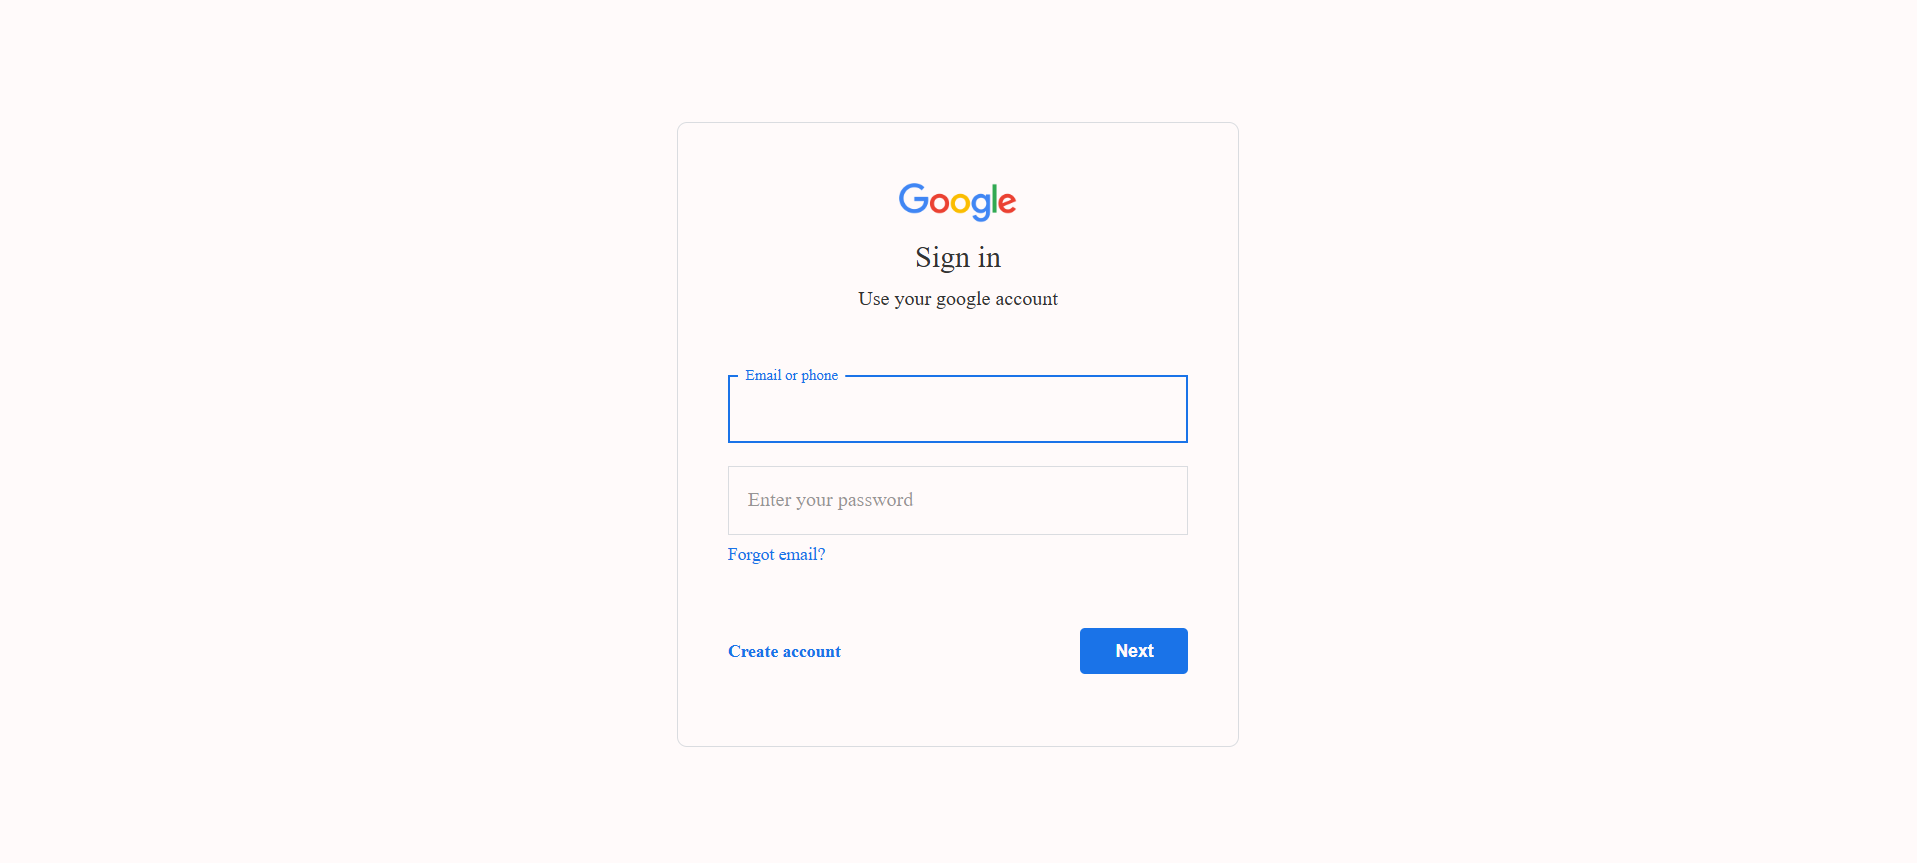 Google
Sign in
Use your google account
Email or phone
Enter your password
Forgot email?
Create account
Next